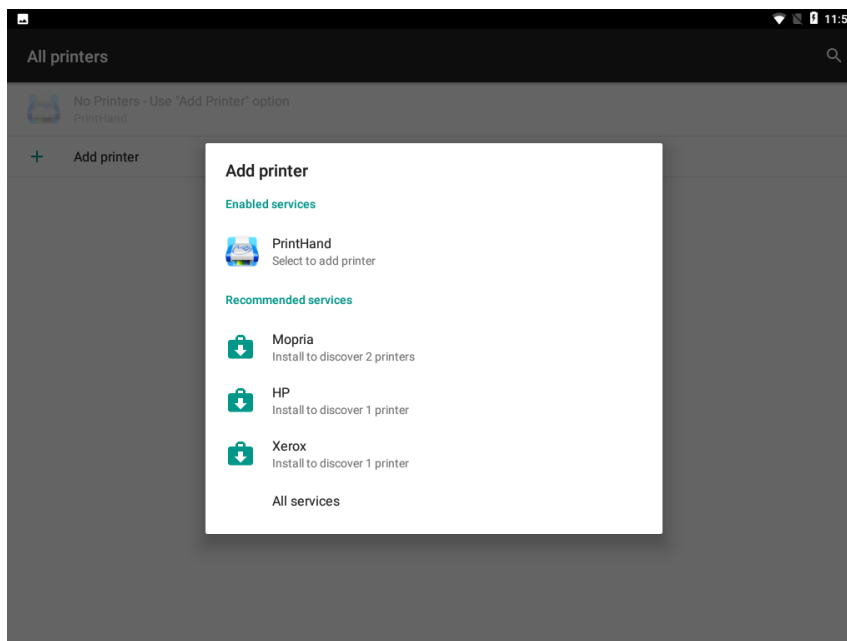 11:5
All printers
No Printers - Use "Add Printer" option
PrintHand
Add printer
Add printer
Enabled services
PrintHand
Select to add printer
Recommended services
Mopria
Install to discover 2 printers
HP
Install to discover 1 printer
Xerox
Install to discover 1 printer
All services